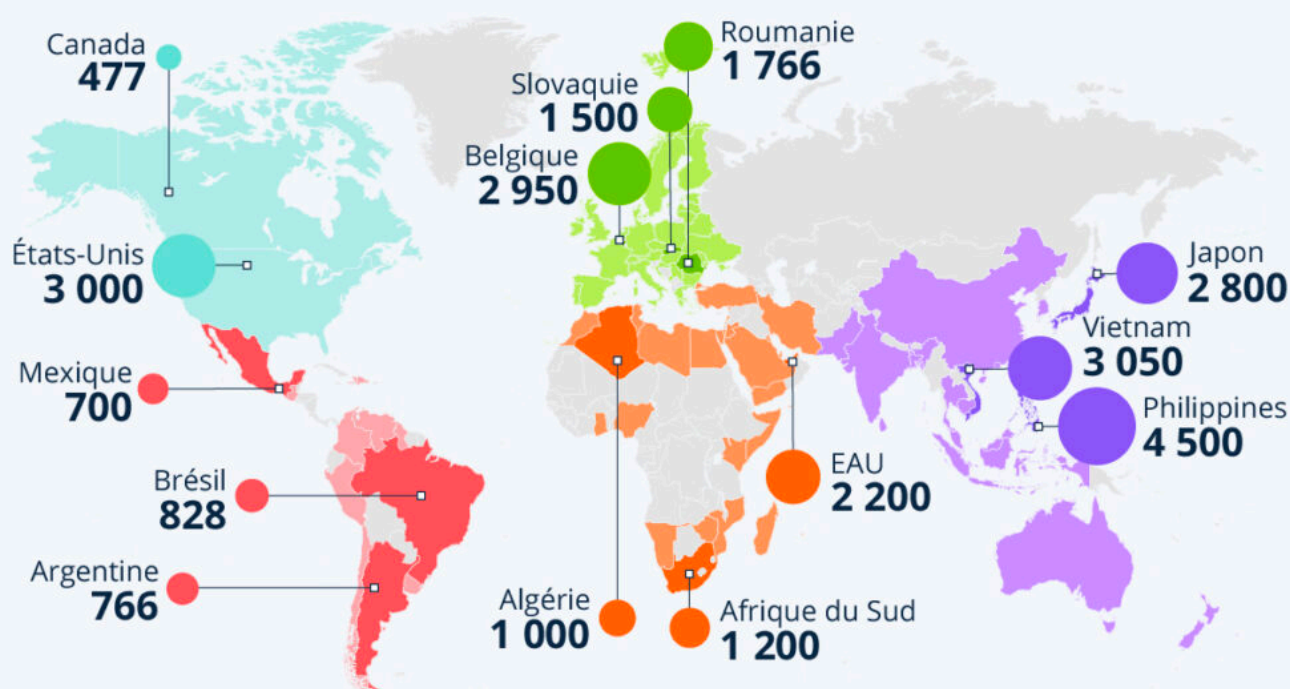 Canada
477
États-Unis
3 000
Mexique
700
Brésil
828
Argentine
766
Roumanie
1 766
Slovaquie
1 500
Belgique
2 950
Algérie
1 000
Afrique du Sud
1 200
EAU
2 200
Japon
2 800
Vietnam
3 050
Philippines
4 500